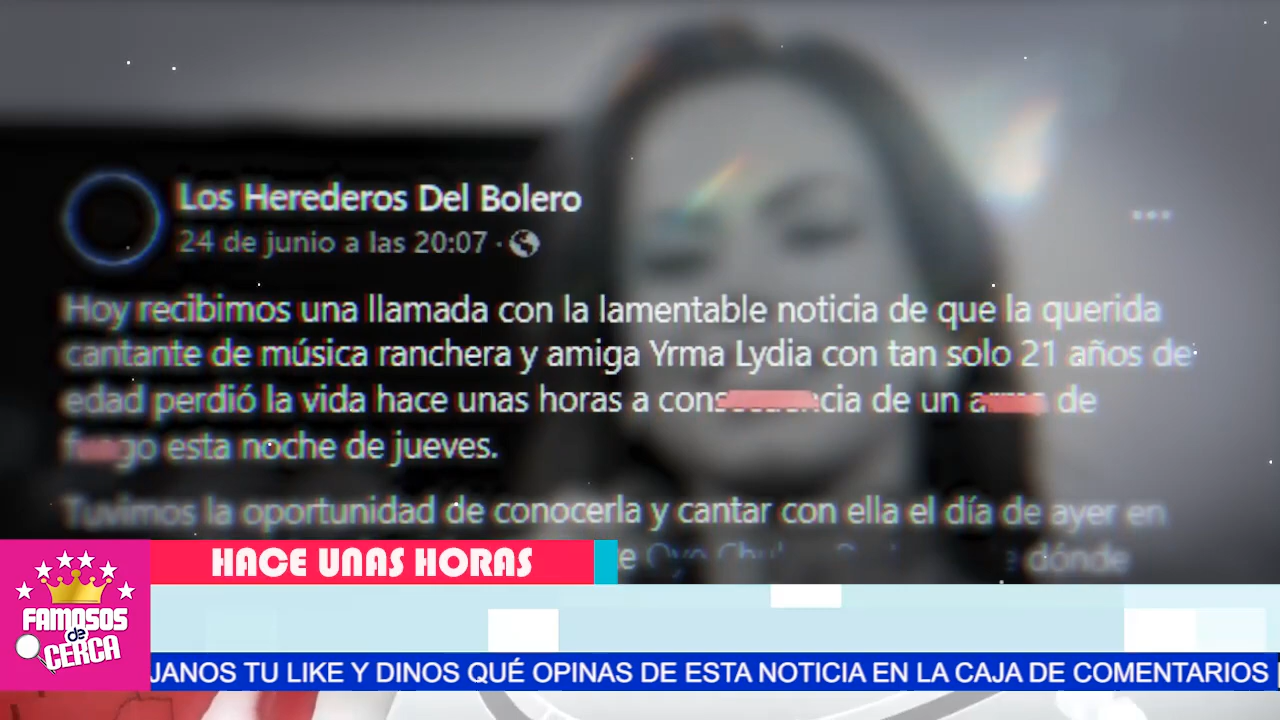 Los Herederos Del Bolero
24 de junio a las 20:07 ·
Hoy recibimos una llamada con la lamentable noticia de que la querida
cantante de música ranchera y amiga Yrma Lydia con tan solo 21 años de
edad perdió la vida hace unas horas a de un de
esta noche de jueves.
Tuvimos la oportunidad de conocerla y cantar con ella el día de ayer en
dónde
HACE UNAS HORAS
FAMOSOS
de
CERCA
JANOS TU LIKE Y DINOS QUÉ OPINAS DE ESTA NOTICIA EN LA CAJA DE COMENTARIOS